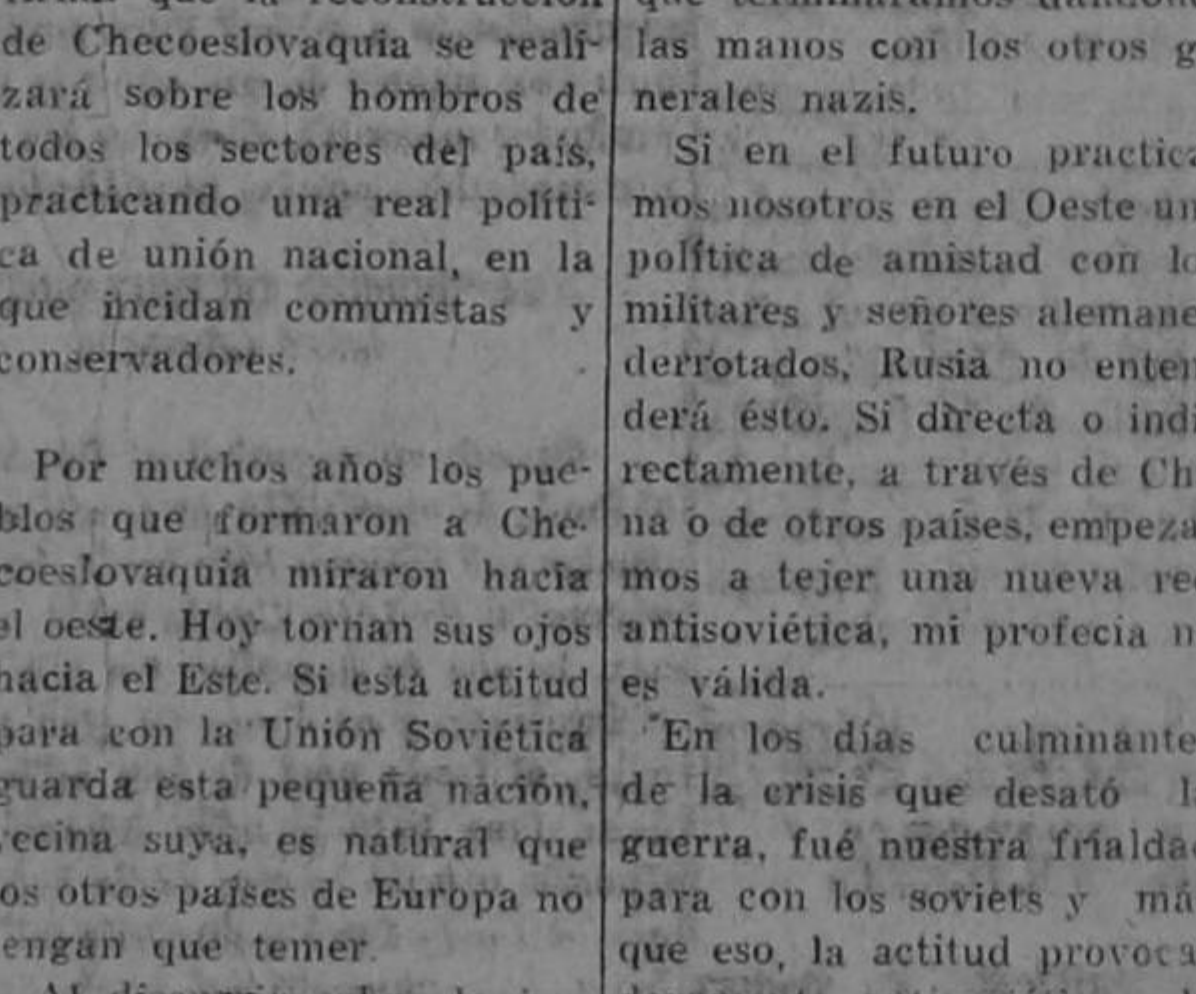 de Checoeslovaquia se reali-
zará sobre los hombros de
todos los sectores del país,
practicando una real políti-
ca de unión nacional, en la
que incidan comunistas y
conservadores.
Por muchos años los pue-
blos que formaron a Che-
coeslovaquia miraron hacia
el oeste. Hoy tornan sus ojos
hacia el Este. Si esta actitud
para con la Unión Soviética
guarda esta pequeña nación,
vecina suya, es natural que
os otros países de Europa no
engan que temer.
las manos con los otros g
nerales nazis.
Si en el futuro practica
mos nosotros en el Oeste un
política de amistad con lo
militares y señores alemane
derrotados, Rusia no enten
derá ésto. Si directa o indi
rectamente, a través de Chi
na o de otros países, empeza
mos a tejer una nueva red
antisoviética, mi profecia n
es válida.
"En los días culminante
de la crisis que desató l
guerra, fué nuestra frialdad
para con los soviets y má
que eso, la actitud provoca